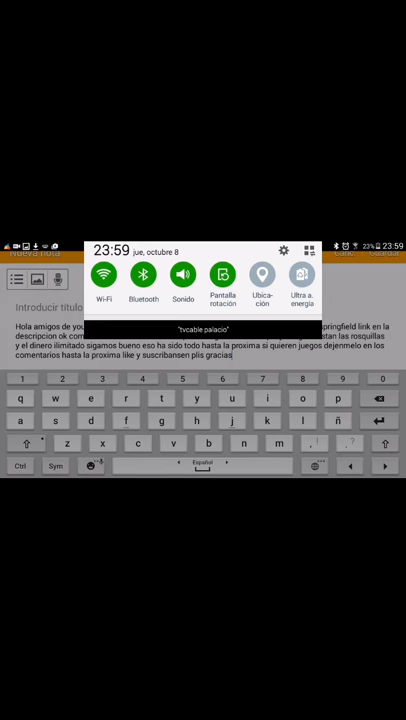 23:59 jue, octubre 8
23% 23:59
Nueva nota Canc. Guardar
Wi-Fi Bluetooth Sonido Pantalla rotación Ubica-ción Ultra a. energía
Introducir título
"tvcable palacio"
Hola amigos de you springfield link en la
descripcion ok com stan las rosquillas
y el dinero ilimitado sigamos bueno eso ha sido todo hasta la proxima si quieren juegos dejenmelo en los
comentarios hasta la proxima like y suscribansen plis gracias
1 2 3 4 5 6 7 8 9 0
q w e r t y u i o p
a s d f g h j k l ñ
z x c v b n m , ! . ?
Ctrl Sym Español